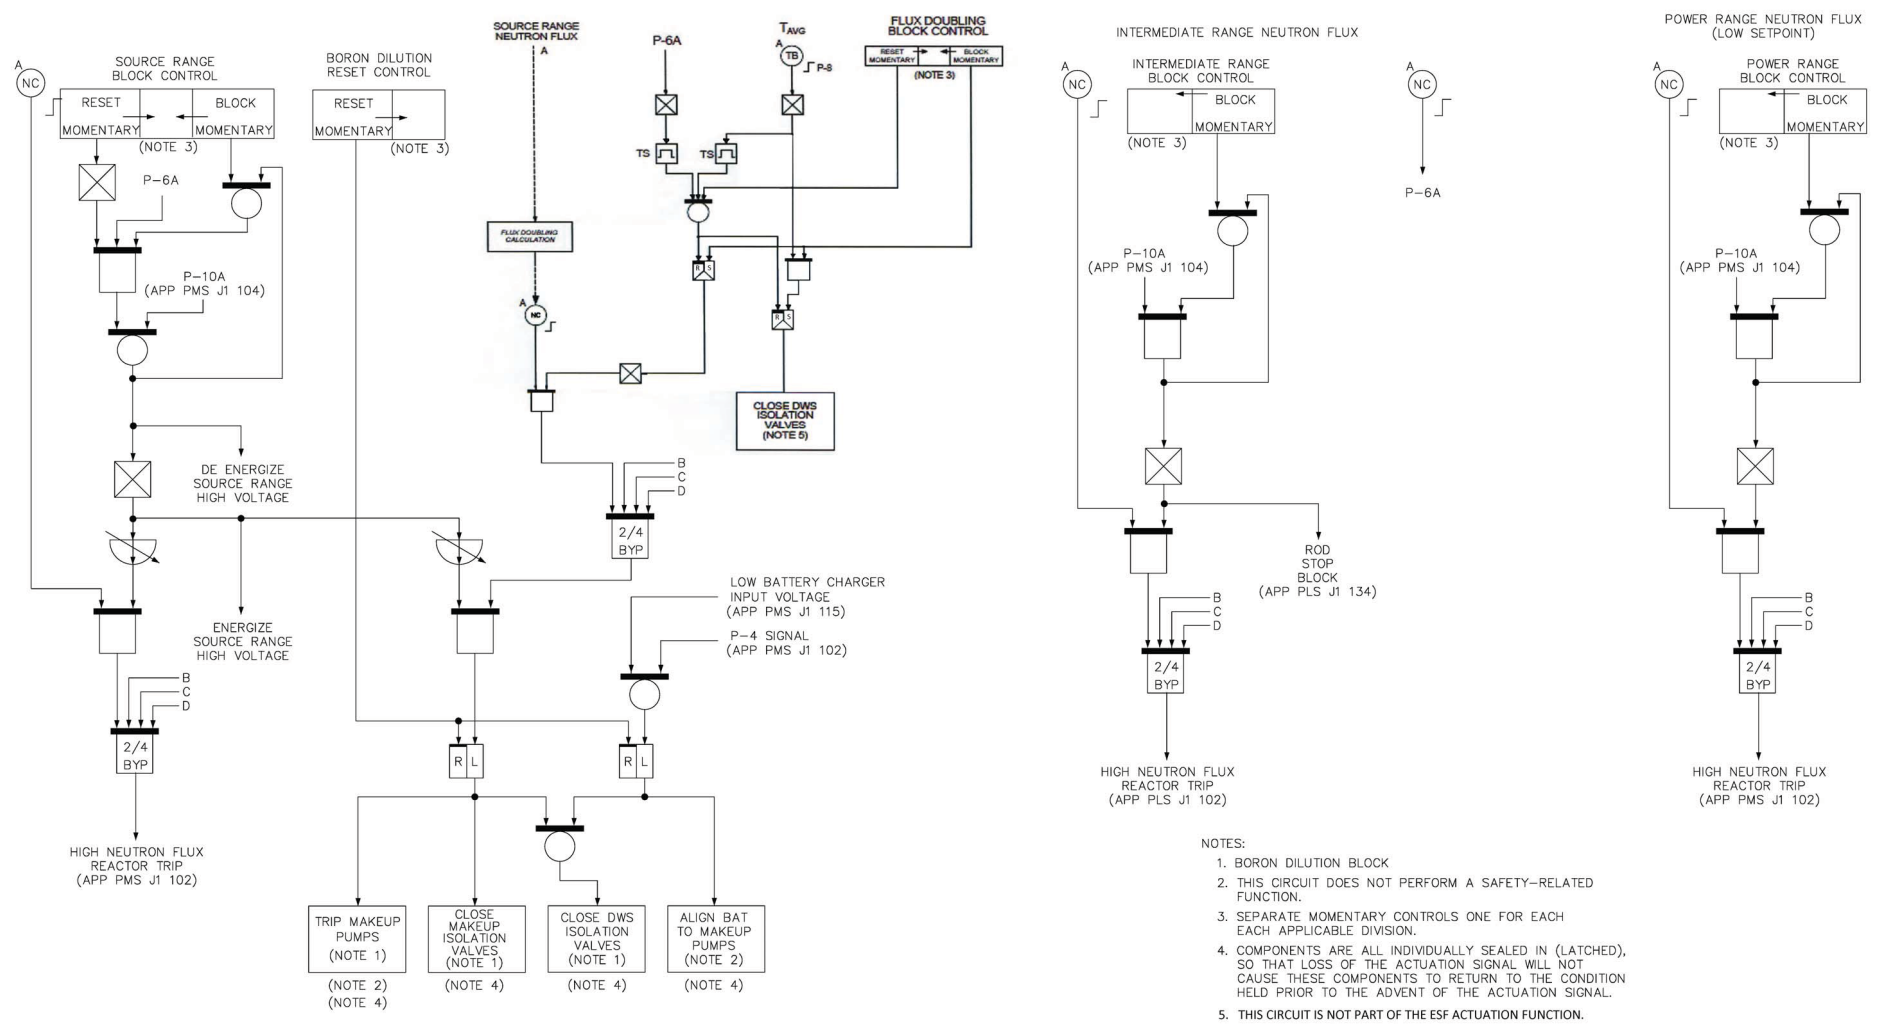 A
NC
SOURCE RANGE
BLOCK CONTROL
RESET
BLOCK
MOMENTARY
MOMENTARY
(NOTE 3)
P-6A
P-10A
(APP PMS J1 104)
DE ENERGIZE
SOURCE RANGE
HIGH VOLTAGE
ENERGIZE
SOURCE RANGE
HIGH VOLTAGE
B
C
D
2/4
BYP
HIGH NEUTRON FLUX
REACTOR TRIP
(APP PMS J1 102)
BORON DILUTION
RESET CONTROL
RESET
MOMENTARY
(NOTE 3)
SOURCE RANGE
NEUTRON FLUX
A
FLUX DOUBLING
CALCULATION
A
NC
P-6A
TAVG
A
TB
P-8
FLUX DOUBLING
BLOCK CONTROL
RESET
BLOCK
MOMENTARY
MOMENTARY
(NOTE 3)
TS
TS
R
S
R
S
CLOSE DWS
ISOLATION
VALVES
(NOTE 5)
B
C
D
2/4
BYP
LOW BATTERY CHARGER
INPUT VOLTAGE
(APP PMS J1 115)
P-4 SIGNAL
(APP PMS J1 102)
R
L
R
L
TRIP MAKEUP
PUMPS
(NOTE 1)
(NOTE 2)
(NOTE 4)
CLOSE
MAKEUP
ISOLATION
VALVES
(NOTE 1)
(NOTE 4)
CLOSE DWS
ISOLATION
VALVES
(NOTE 1)
(NOTE 4)
ALIGN BAT
TO MAKEUP
PUMPS
(NOTE 2)
(NOTE 4)
INTERMEDIATE RANGE NEUTRON FLUX
A
NC
INTERMEDIATE RANGE
BLOCK CONTROL
BLOCK
MOMENTARY
(NOTE 3)
P-10A
(APP PMS J1 104)
ROD
STOP
BLOCK
(APP PLS J1 134)
B
C
D
2/4
BYP
HIGH NEUTRON FLUX
REACTOR TRIP
(APP PLS J1 102)
A
NC
P-6A
POWER RANGE NEUTRON FLUX
(LOW SETPOINT)
A
NC
POWER RANGE
BLOCK CONTROL
BLOCK
MOMENTARY
(NOTE 3)
P-10A
(APP PMS J1 104)
B
C
D
2/4
BYP
HIGH NEUTRON FLUX
REACTOR TRIP
(APP PMS J1 102)
NOTES:
1. BORON DILUTION BLOCK
2. THIS CIRCUIT DOES NOT PERFORM A SAFETY-RELATED
FUNCTION.
3. SEPARATE MOMENTARY CONTROLS ONE FOR EACH
EACH APPLICABLE DIVISION.
4. COMPONENTS ARE ALL INDIVIDUALLY SEALED IN (LATCHED),
SO THAT LOSS OF THE ACTUATION SIGNAL WILL NOT
CAUSE THESE COMPONENTS TO RETURN TO THE CONDITION
HELD PRIOR TO THE ADVENT OF THE ACTUATION SIGNAL.
5. THIS CIRCUIT IS NOT PART OF THE ESF ACTUATION FUNCTION.